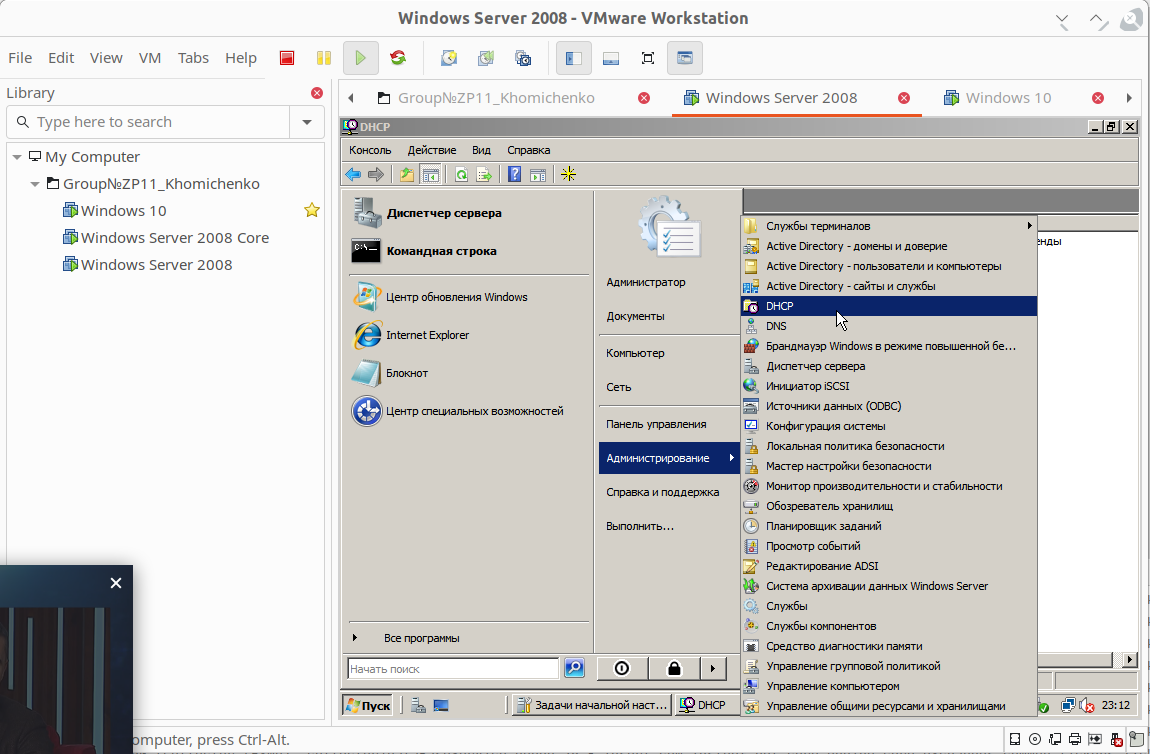 Windows Server 2008 - VMware Workstation
File Edit View VM Tabs Help
Library
Type here to search
My Computer
Group№ZP11_Khomichenko
Windows 10
Windows Server 2008 Core
Windows Server 2008
Group№ZP11_Khomichenko Windows Server 2008 Windows 10
DHCP
Консоль Действие Вид Справка
Диспетчер сервера
Командная строка
Центр обновления Windows
Internet Explorer
Блокнот
Центр специальных возможностей
Все программы
Начать поиск
Администратор
Документы
Компьютер
Сеть
Панель управления
Администрирование
Справка и поддержка
Выполнить...
Службы терминалов
Active Directory - домены и доверие
Active Directory - пользователи и компьютеры
Active Directory - сайты и службы
DHCP
DNS
Брандмауэр Windows в режиме повышенной бе...
Диспетчер сервера
Инициатор iSCSI
Источники данных (ODBC)
Конфигурация системы
Локальная политика безопасности
Мастер настройки безопасности
Монитор производительности и стабильности
Обозреватель хранилищ
Планировщик заданий
Просмотр событий
Редактирование ADSI
Система архивации данных Windows Server
Службы
Службы компонентов
Средство диагностики памяти
Управление групповой политикой
Управление компьютером
Управление общими ресурсами и хранилищами
енды
Пуск Задачи начальной наст... DHCP 23:12
omputer, press Ctrl-Alt.